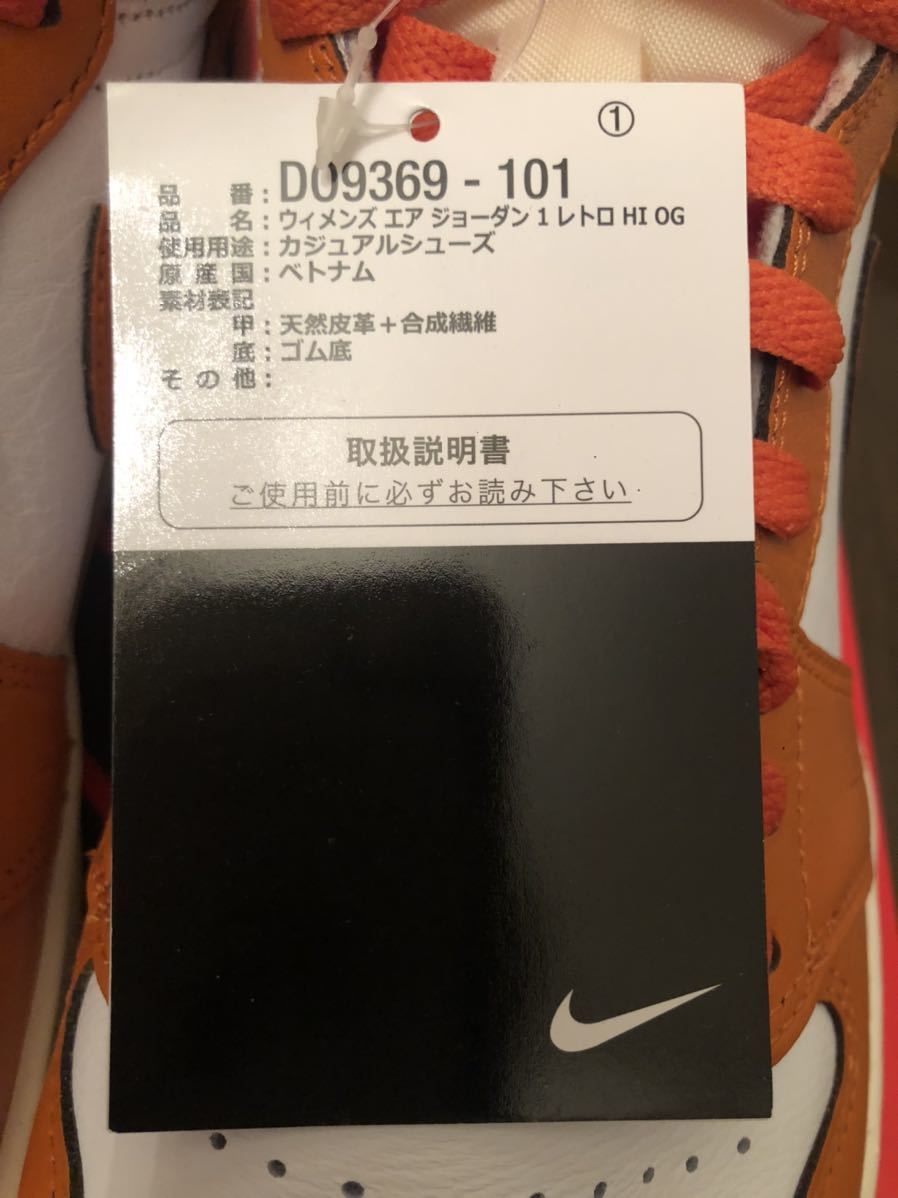 ①
品番:DO9369-101
品名:ウィメンズ エア ジョーダン 1 レトロ HI OG
使用用途:カジュアルシューズ
原産国:ベトナム
素材表記
甲:天然皮革+合成繊維
底:ゴム底
その他:
取扱説明書
ご使用前に必ずお読み下さい